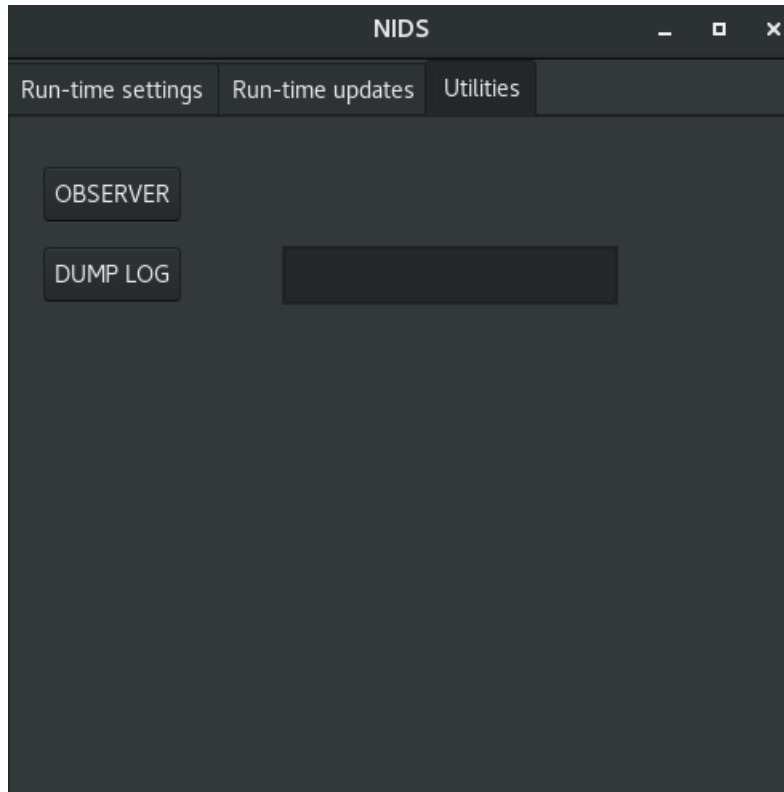 NIDS
Run-time settings Run-time updates Utilities
OBSERVER
DUMP LOG